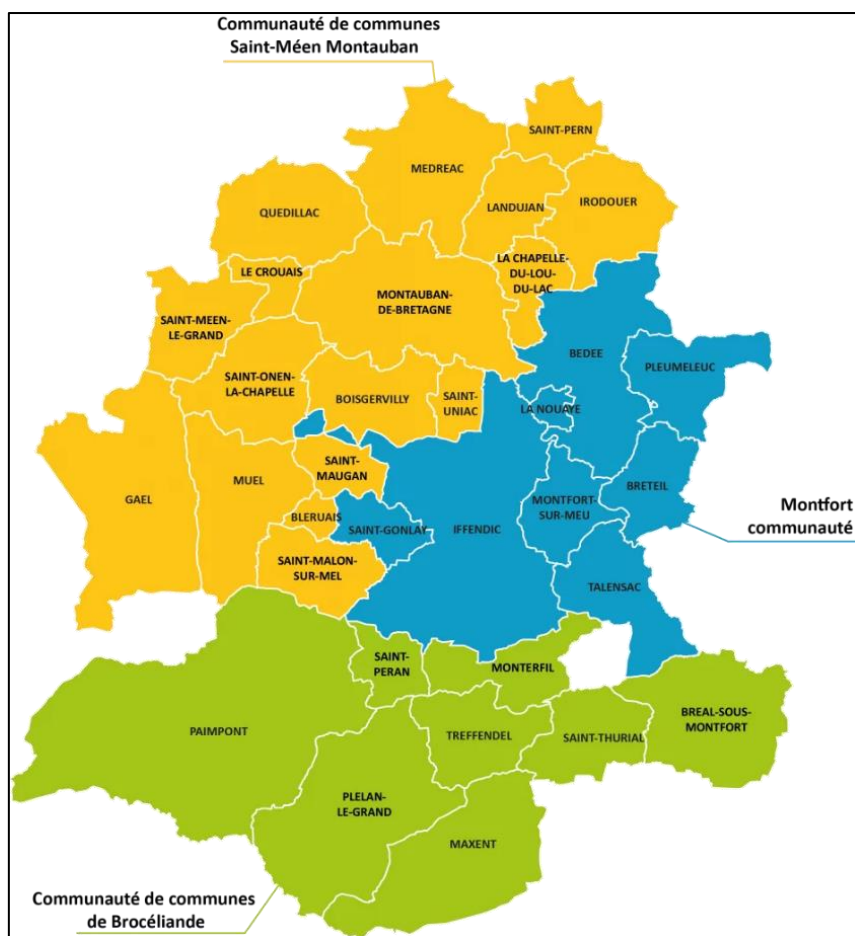 Communauté de communes
Saint-Méen Montauban
SAINT-PERN
MEDREAC
IRODOUER
LANDUJAN
QUEDILLAC
LA CHAPELLE-
DU-LOU-
DU-LAC
LE CROUAIS
MONTAUBAN-
DE-BRETAGNE
SAINT-MEEN-
LE-GRAND
BEDEE
PLEUMELEUC
SAINT-ONEN-
LA-CHAPELLE
BOISGERVILLY
SAINT-
UNIAC
LA NOUAYE
SAINT-
MAUGAN
MUEL
GAEL
BRETEIL
MONTFORT-
SUR-MEU
Montfort
communauté
BLERUAIS
SAINT-GONLAY
IFFENDIC
SAINT-MALON-
SUR-MEL
TALENSAC
SAINT-
PERAN
MONTERFIL
BREAL-SOUS-
MONTFORT
PAIMPONT
TREFFENDEL
SAINT-THURIAL
PLELAN-
LE-GRAND
MAXENT
Communauté de communes
de Brocéliande